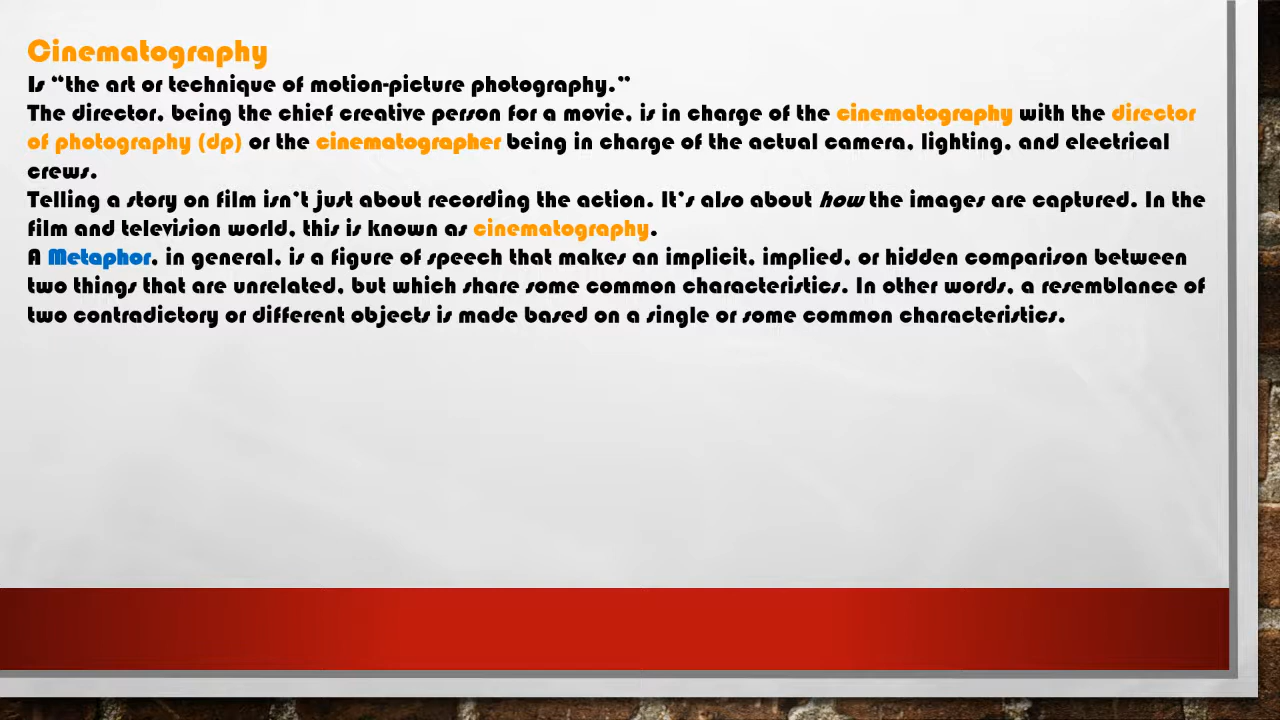 Cinematography
Is “the art or technique of motion-picture photography.”
The director, being the chief creative person for a movie, is in charge of the cinematography with the director
of photography (dp) or the cinematographer being in charge of the actual camera, lighting, and electrical
crews.
Telling a story on film isn’t just about recording the action. It’s also about how the images are captured. In the
film and television world, this is known as cinematography.
A Metaphor, in general, is a figure of speech that makes an implicit, implied, or hidden comparison between
two things that are unrelated, but which share some common characteristics. In other words, a resemblance of
two contradictory or different objects is made based on a single or some common characteristics.